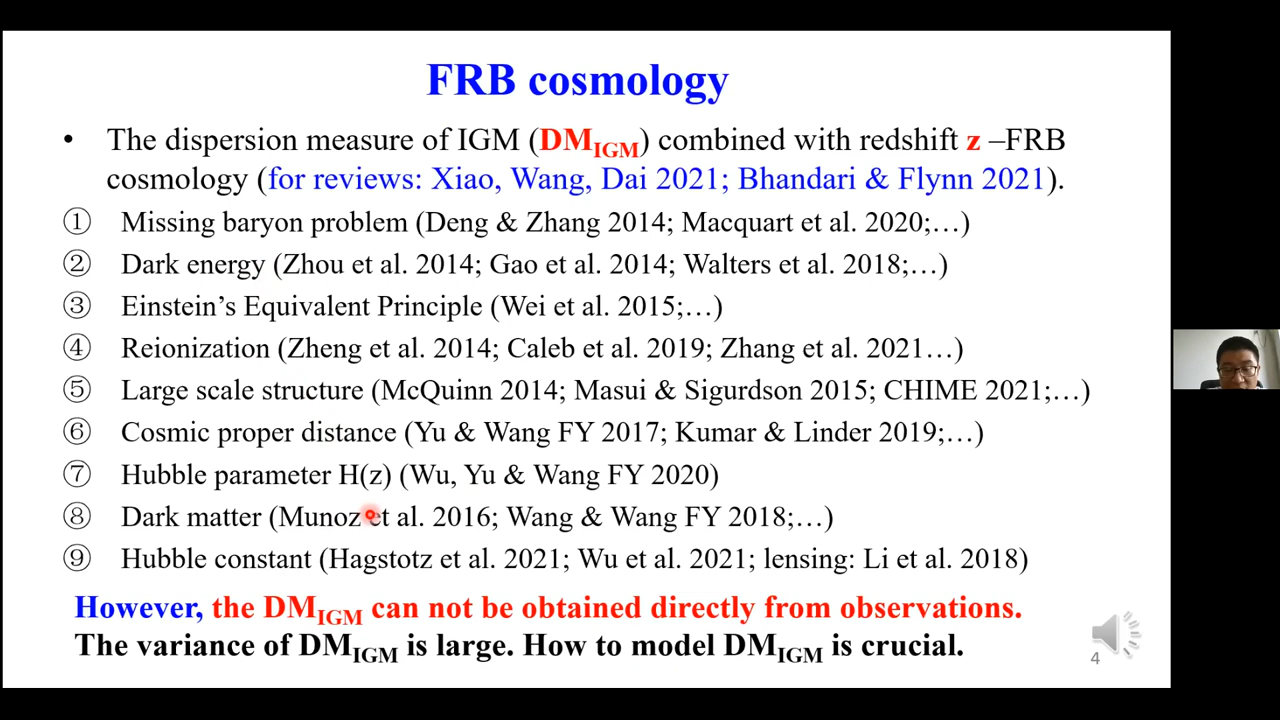 FRB cosmology
• The dispersion measure of IGM (DM_IGM) combined with redshift z –FRB
cosmology (for reviews: Xiao, Wang, Dai 2021; Bhandari & Flynn 2021).
① Missing baryon problem (Deng & Zhang 2014; Macquart et al. 2020;…)
② Dark energy (Zhou et al. 2014; Gao et al. 2014; Walters et al. 2018;…)
③ Einstein’s Equivalent Principle (Wei et al. 2015;…)
④ Reionization (Zheng et al. 2014; Caleb et al. 2019; Zhang et al. 2021…)
⑤ Large scale structure (McQuinn 2014; Masui & Sigurdson 2015; CHIME 2021;…)
⑥ Cosmic proper distance (Yu & Wang FY 2017; Kumar & Linder 2019;…)
⑦ Hubble parameter H(z) (Wu, Yu & Wang FY 2020)
⑧ Dark matter (Munoz et al. 2016; Wang & Wang FY 2018;…)
⑨ Hubble constant (Hagstotz et al. 2021; Wu et al. 2021; lensing: Li et al. 2018)
However, the DM_IGM can not be obtained directly from observations.
The variance of DM_IGM is large. How to model DM_IGM is crucial.
4